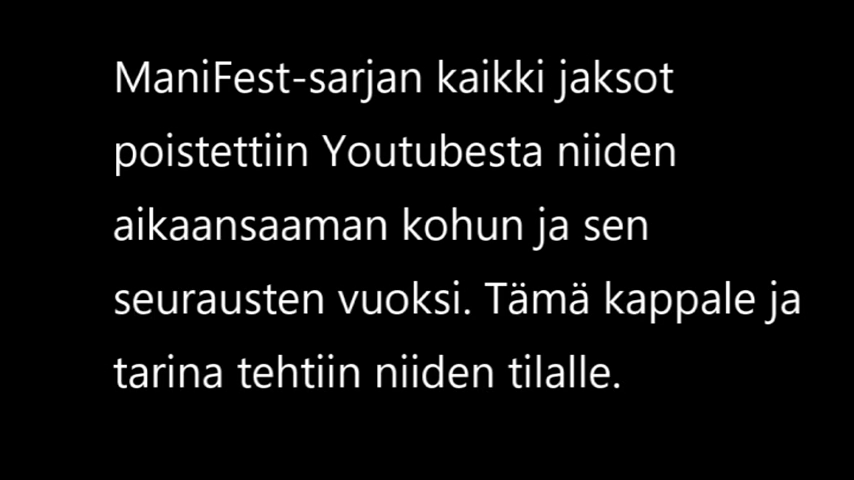 ManiFest-sarjan kaikki jaksot
poistettiin Youtubesta niiden
aikaansaaman kohun ja sen
seurausten vuoksi. Tämä kappale ja
tarina tehtiin niiden tilalle.